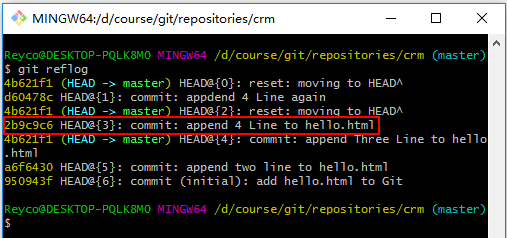 MINGW64:/d/course/git/repositories/crm
Reyco@DESKTOP-PQLK8MO MINGW64 /d/course/git/repositories/crm (master)
$ git reflog
4b621f1 (HEAD -> master) HEAD@{0}: reset: moving to HEAD^
d60478c HEAD@{1}: commit: appdend 4 Line again
4b621f1 (HEAD -> master) HEAD@{2}: reset: moving to HEAD^
2b9c9c6 HEAD@{3}: commit: append 4 Line to hello.html
4b621f1 (HEAD -> master) HEAD@{4}: commit: append Three Line to hello
.html
a6f6430 HEAD@{5}: commit: append two line to hello.html
950943f HEAD@{6}: commit (initial): add hello.html to Git
Reyco@DESKTOP-PQLK8MO MINGW64 /d/course/git/repositories/crm (master)
$